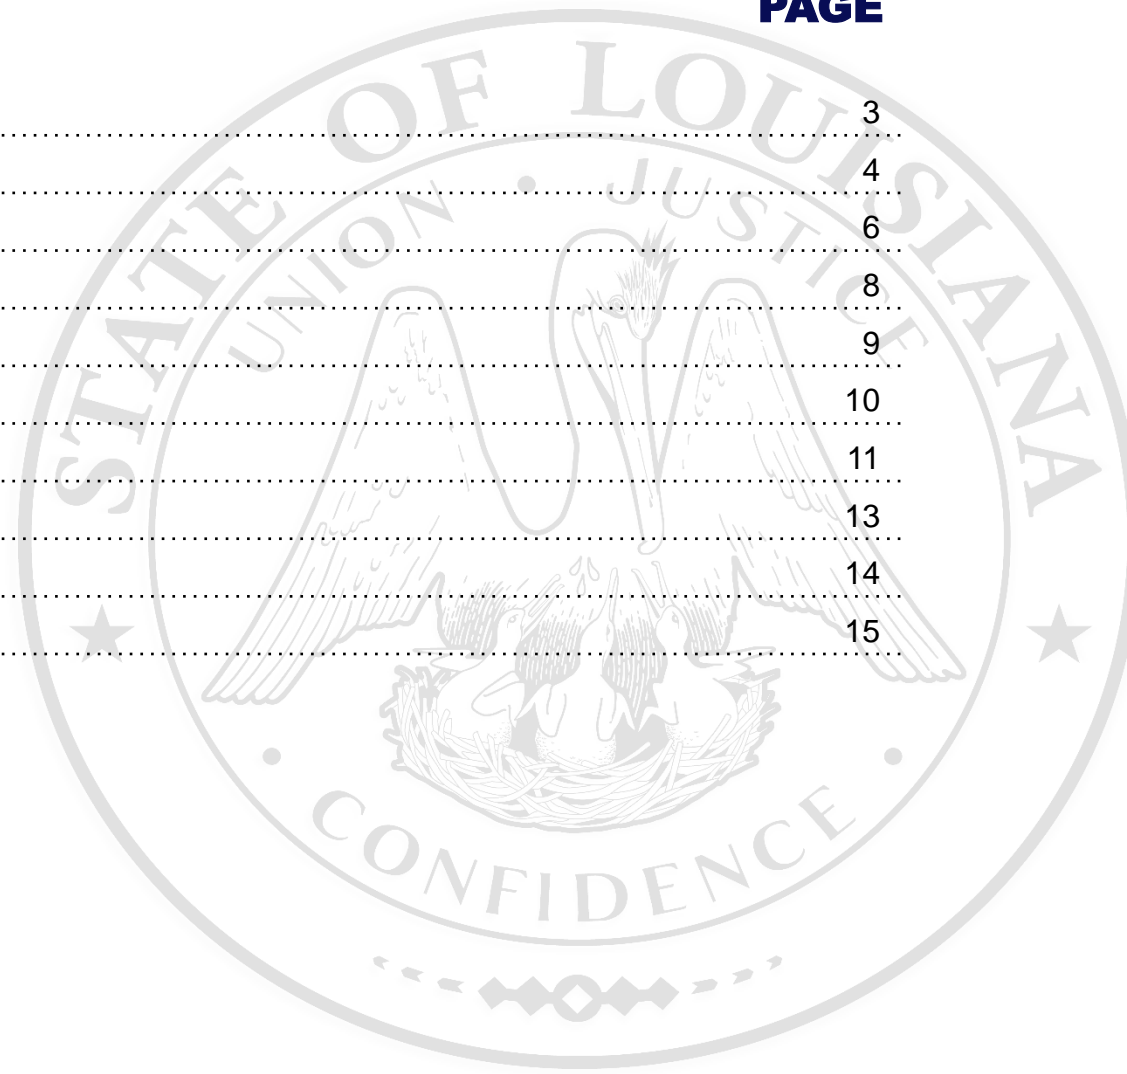 PAGE
3
4
6
8
9
10
11
13
14
15
STATE OF LOUISIANA
UNION • JUSTICE
CONFIDENCE